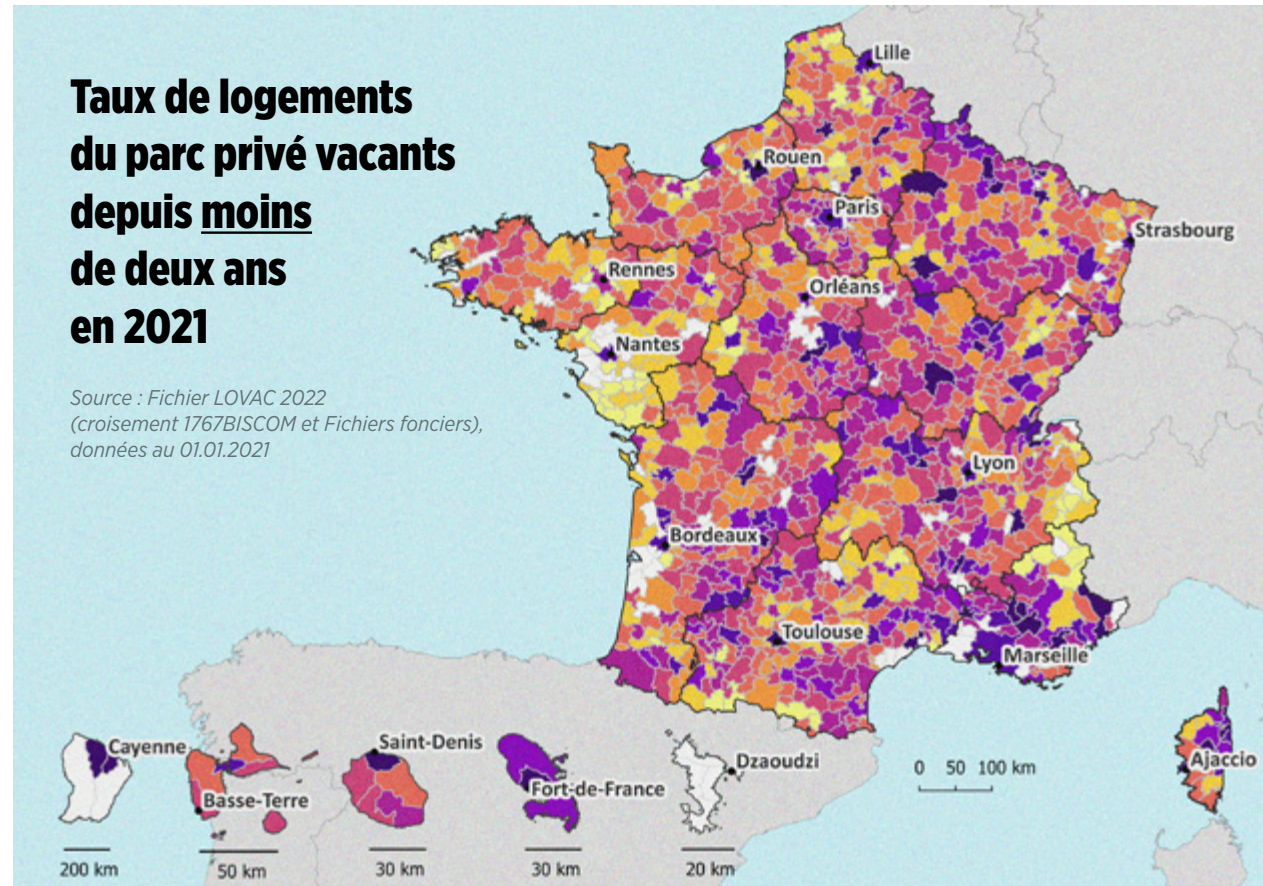 Taux de logements
du parc privé vacants
depuis moins
de deux ans
en 2021
Source : Fichier LOVAC 2022
(croisement 1767BISCOM et Fichiers fonciers),
données au 01.01.2021
Lille
Rouen
Paris
Strasbourg
Rennes
Orléans
Nantes
Lyon
Bordeaux
Toulouse
Marseille
Cayenne
Saint-Denis
Dzaoudzi
0 50 100 km
Ajaccio
Basse-Terre
Fort-de-France
200 km
50 km
30 km
30 km
20 km